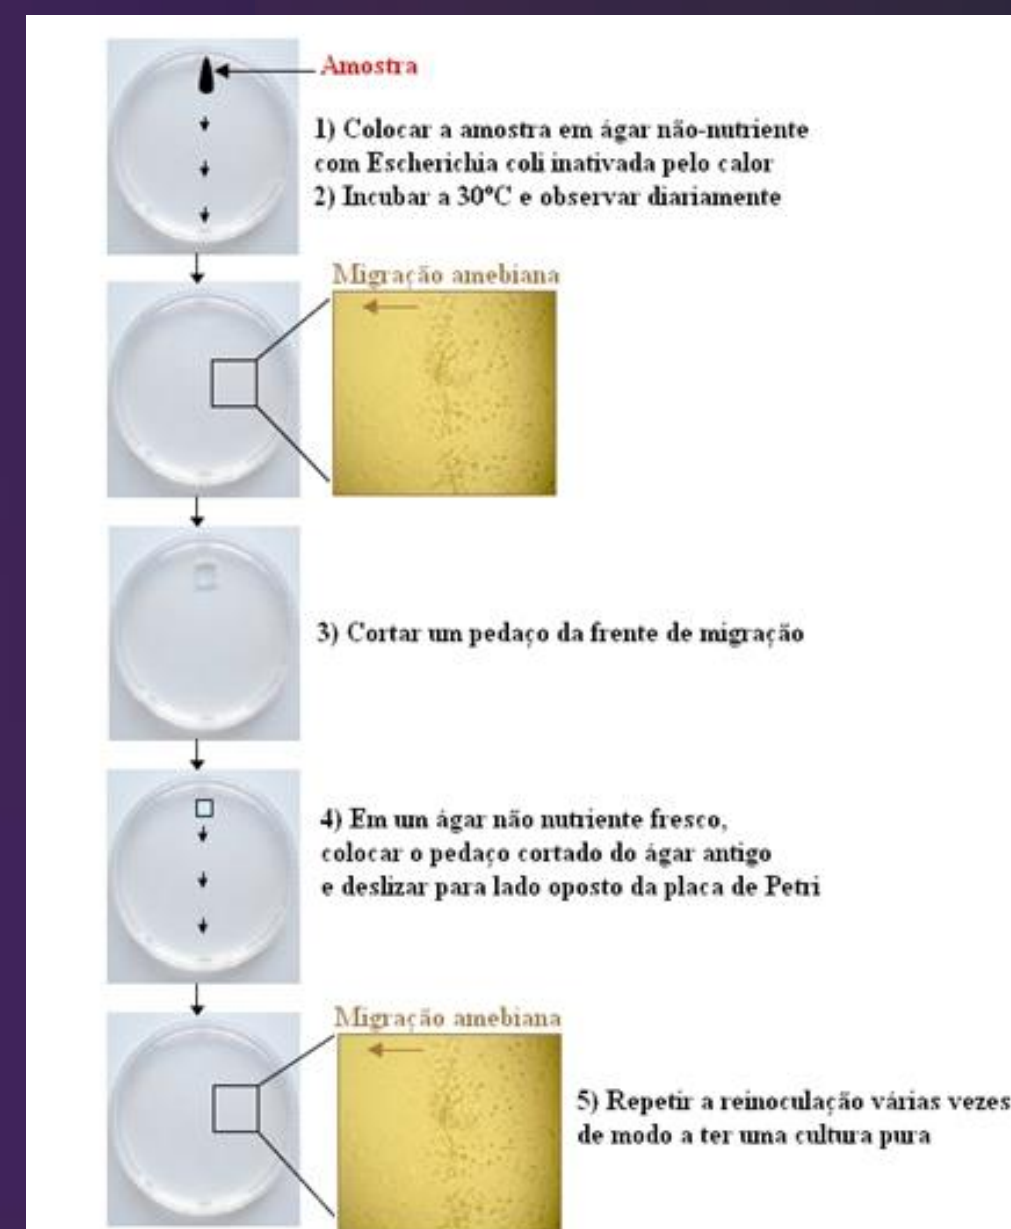 Amostra
1) Colocar a amostra em ágar não-nutriente
com Escherichia coli inativada pelo calor
2) Incubar a 30°C e observar diariamente
Migração amebiana
3) Cortar um pedaço da frente de migração
4) Em um ágar não nutriente fresco,
colocar o pedaço cortado do ágar antigo
e deslizar para lado oposto da placa de Petri
Migração amebiana
5) Repetir a reinoculação várias vezes
de modo a ter uma cultura pura